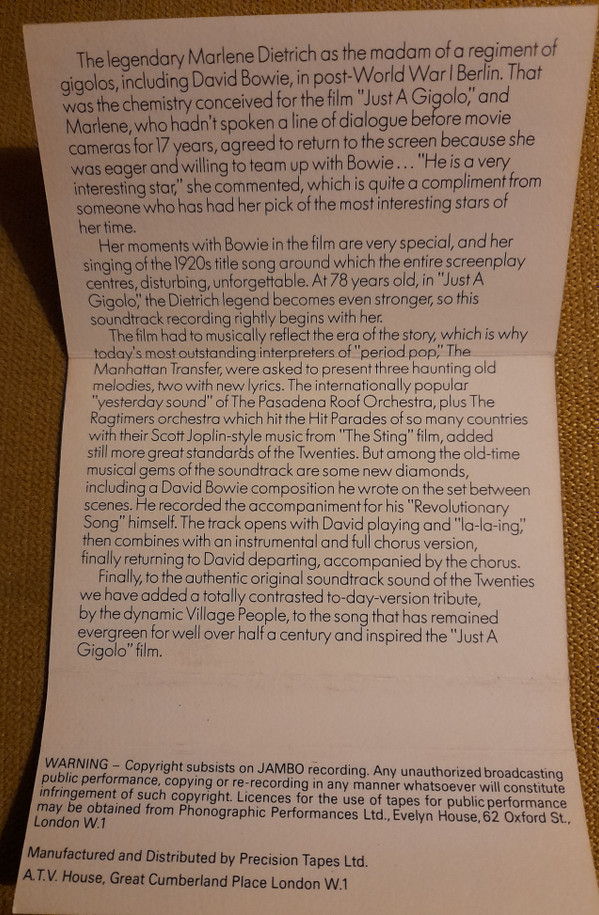 The legendary Marlene Dietrich as the madam of a regiment of
gigolos, including David Bowie, in post-World War I Berlin. That
was the chemistry conceived for the film "Just A Gigolo," and
Marlene, who hadn't spoken a line of dialogue before movie
cameras for 17 years, agreed to return to the screen because she
was eager and willing to team up with Bowie... "He is a very
interesting star," she commented, which is quite a compliment from
someone who has had her pick of the most interesting stars of
her time.
Her moments with Bowie in the film are very special, and her
singing of the 1920s title song around which the entire screenplay
centres, disturbing, unforgettable. At 78 years old, in "Just A
Gigolo," the Dietrich legend becomes even stronger, so this
soundtrack recording rightly begins with her.
The film had to musically reflect the era of the story, which is why
today's most outstanding interpreters of "period pop," The
Manhattan Transfer, were asked to present three haunting old
melodies, two with new lyrics. The internationally popular
"yesterday sound" of The Pasadena Roof Orchestra, plus The
Ragtimers orchestra which hit the Hit Parades of so many countries
with their Scott Joplin-style music from "The Sting" film, added
still more great standards of the Twenties. But among the old-time
musical gems of the soundtrack are some new diamonds,
including a David Bowie composition he wrote on the set between
scenes. He recorded the accompaniment for his "Revolutionary
Song" himself. The track opens with David playing and "la-la-ing,"
then combines with an instrumental and full chorus version,
finally returning to David departing, accompanied by the chorus.
Finally, to the authentic original soundtrack sound of the Twenties
we have added a totally contrasted to-day-version tribute,
by the dynamic Village People, to the song that has remained
evergreen for well over half a century and inspired the "Just A
Gigolo" film.
WARNING – Copyright subsists on JAMBO recording. Any unauthorized broadcasting
public performance, copying or re-recording in any manner whatsoever will constitute
infringement of such copyright. Licences for the use of tapes for public performance
may be obtained from Phonographic Performances Ltd., Evelyn House, 62 Oxford St.,
London W.1
Manufactured and Distributed by Precision Tapes Ltd.
A.T.V. House, Great Cumberland Place London W.1